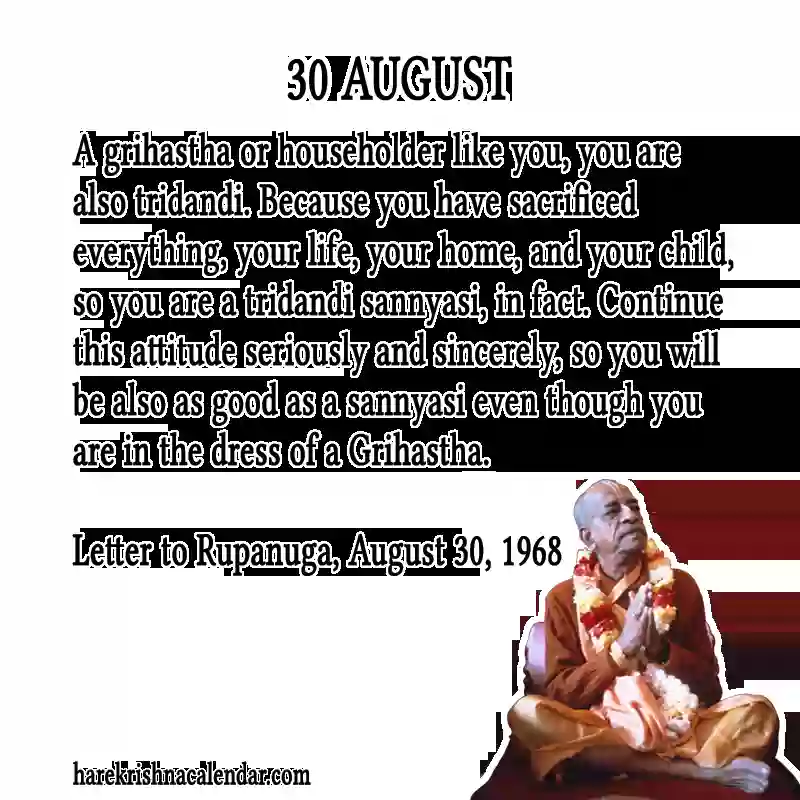 30 AUGUST
A grihastha or householder like you, you are
also tridandi. Because you have sacrificed
everything, your life, your home, and your child,
so you are a tridandi sannyasi, in fact. Continue
this attitude seriously and sincerely, so you will
be also as good as a sannyasi even though you
are in the dress of a Grihastha.
Letter to Rupanuga, August 30, 1968
harekrishnacalendar.com